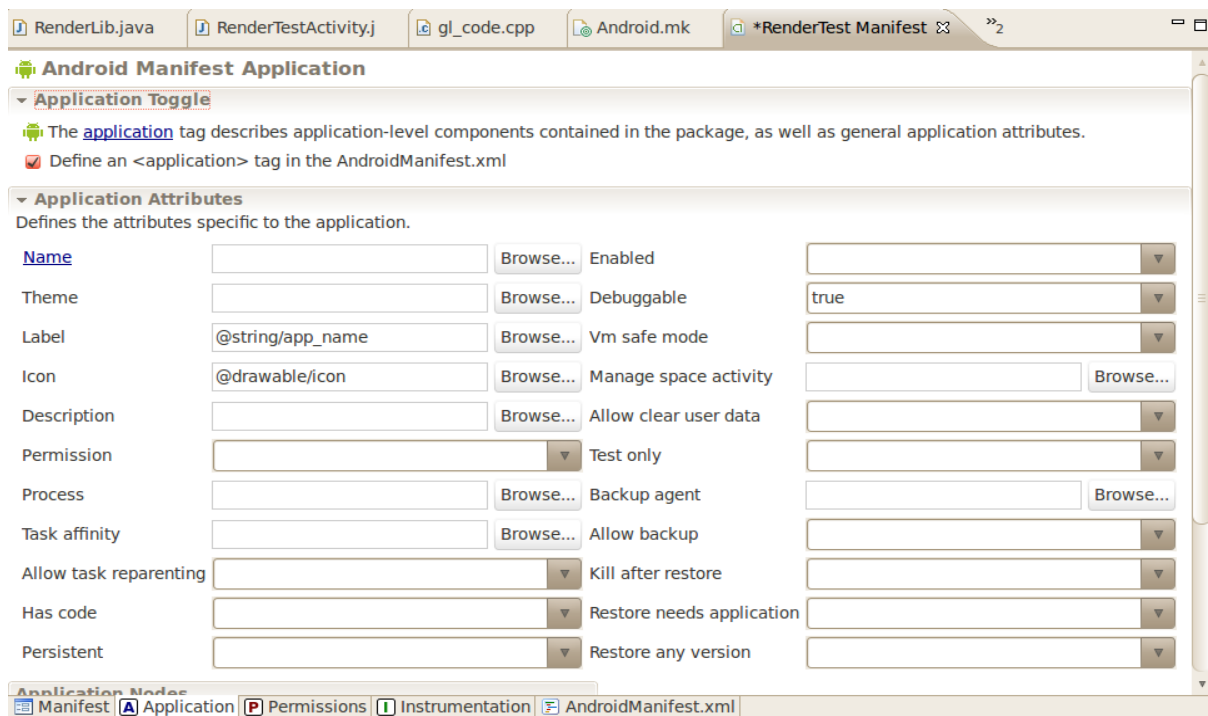 RenderLib.java RenderTestActivity.j gl_code.cpp Android.mk *RenderTest Manifest »2
Android Manifest Application
Application Toggle
The application tag describes application-level components contained in the package, as well as general application attributes.
Define an <application> tag in the AndroidManifest.xml
Application Attributes
Defines the attributes specific to the application.
Name Browse... Enabled
Theme Browse... Debuggable true
Label @string/app_name Browse... Vm safe mode
Icon @drawable/icon Browse... Manage space activity Browse...
Description Browse... Allow clear user data
Permission Test only
Process Browse... Backup agent Browse...
Task affinity Browse... Allow backup
Allow task reparenting Kill after restore
Has code Restore needs application
Persistent Restore any version
Application Nodes
Manifest A Application P Permissions I Instrumentation AndroidManifest.xml